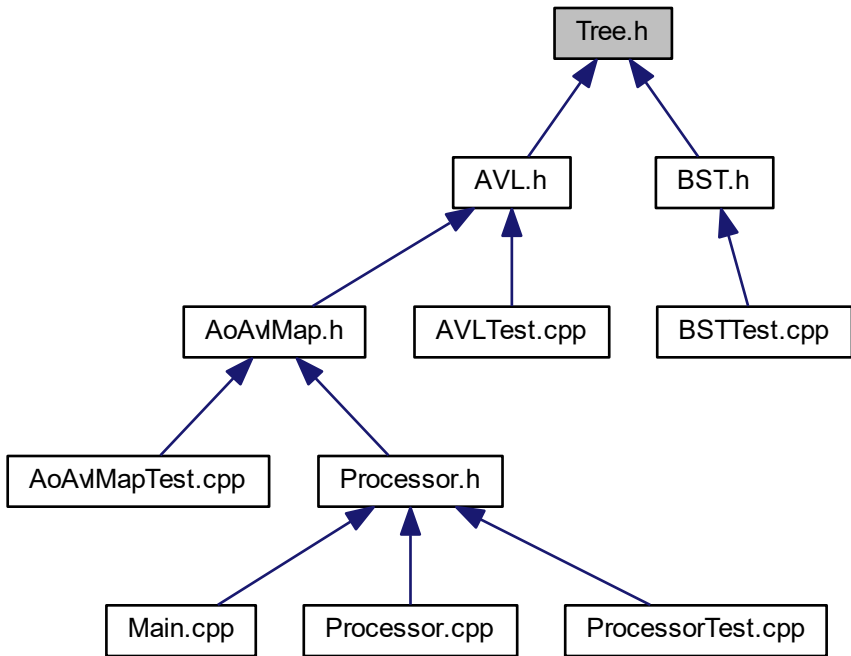 Tree.h
AVL.h
BST.h
AoAvlMap.h
AVLTest.cpp
BSTTest.cpp
AoAvlMapTest.cpp
Processor.h
Main.cpp
Processor.cpp
ProcessorTest.cpp